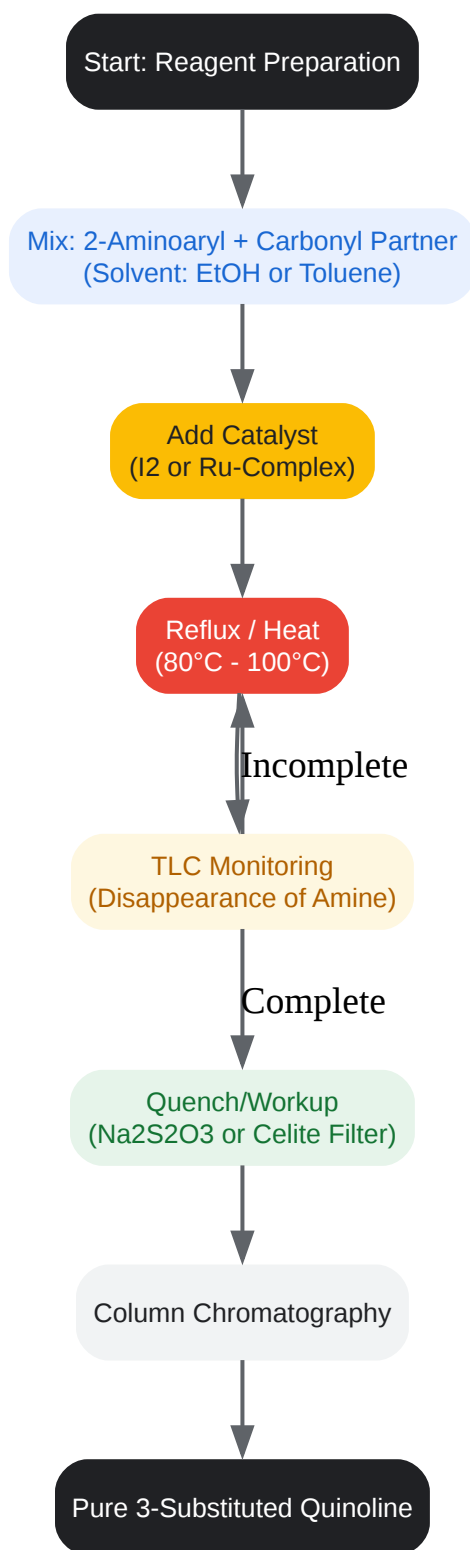 Start: Reagent Preparation
Mix: 2-Aminoaryl + Carbonyl Partner
(Solvent: EtOH or Toluene)
Add Catalyst
(I2 or Ru-Complex)
Reflux / Heat
(80°C - 100°C)
Incomplete
TLC Monitoring
(Disappearance of Amine)
Complete
Quench/Workup
(Na2S2O3 or Celite Filter)
Column Chromatography
Pure 3-Substituted Quinoline